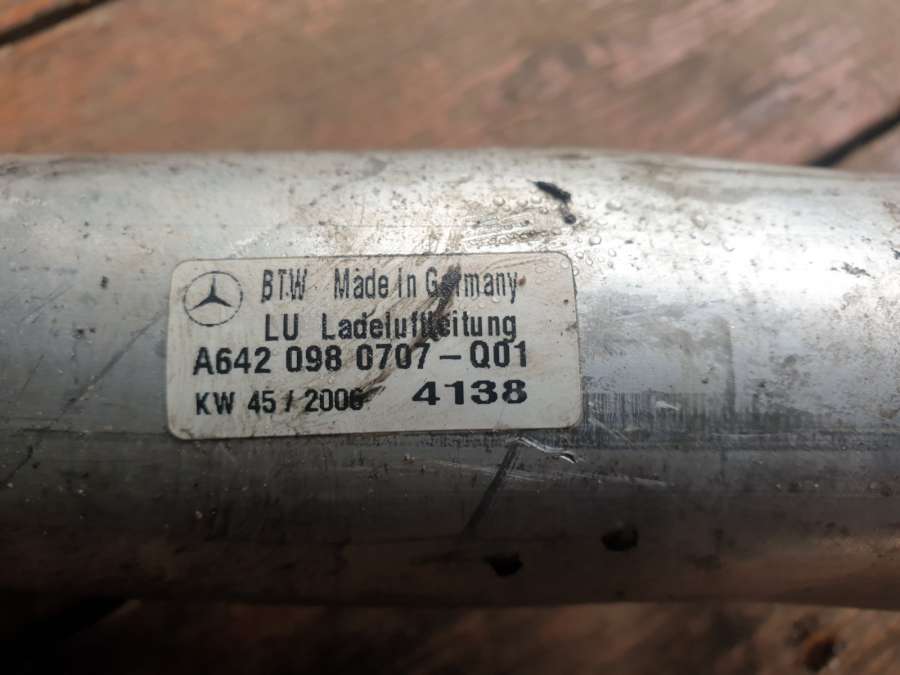 BTW Made in Germany
LU Ladeluftleitung
A642 098 0707-Q01
KW 45 / 2006 4138